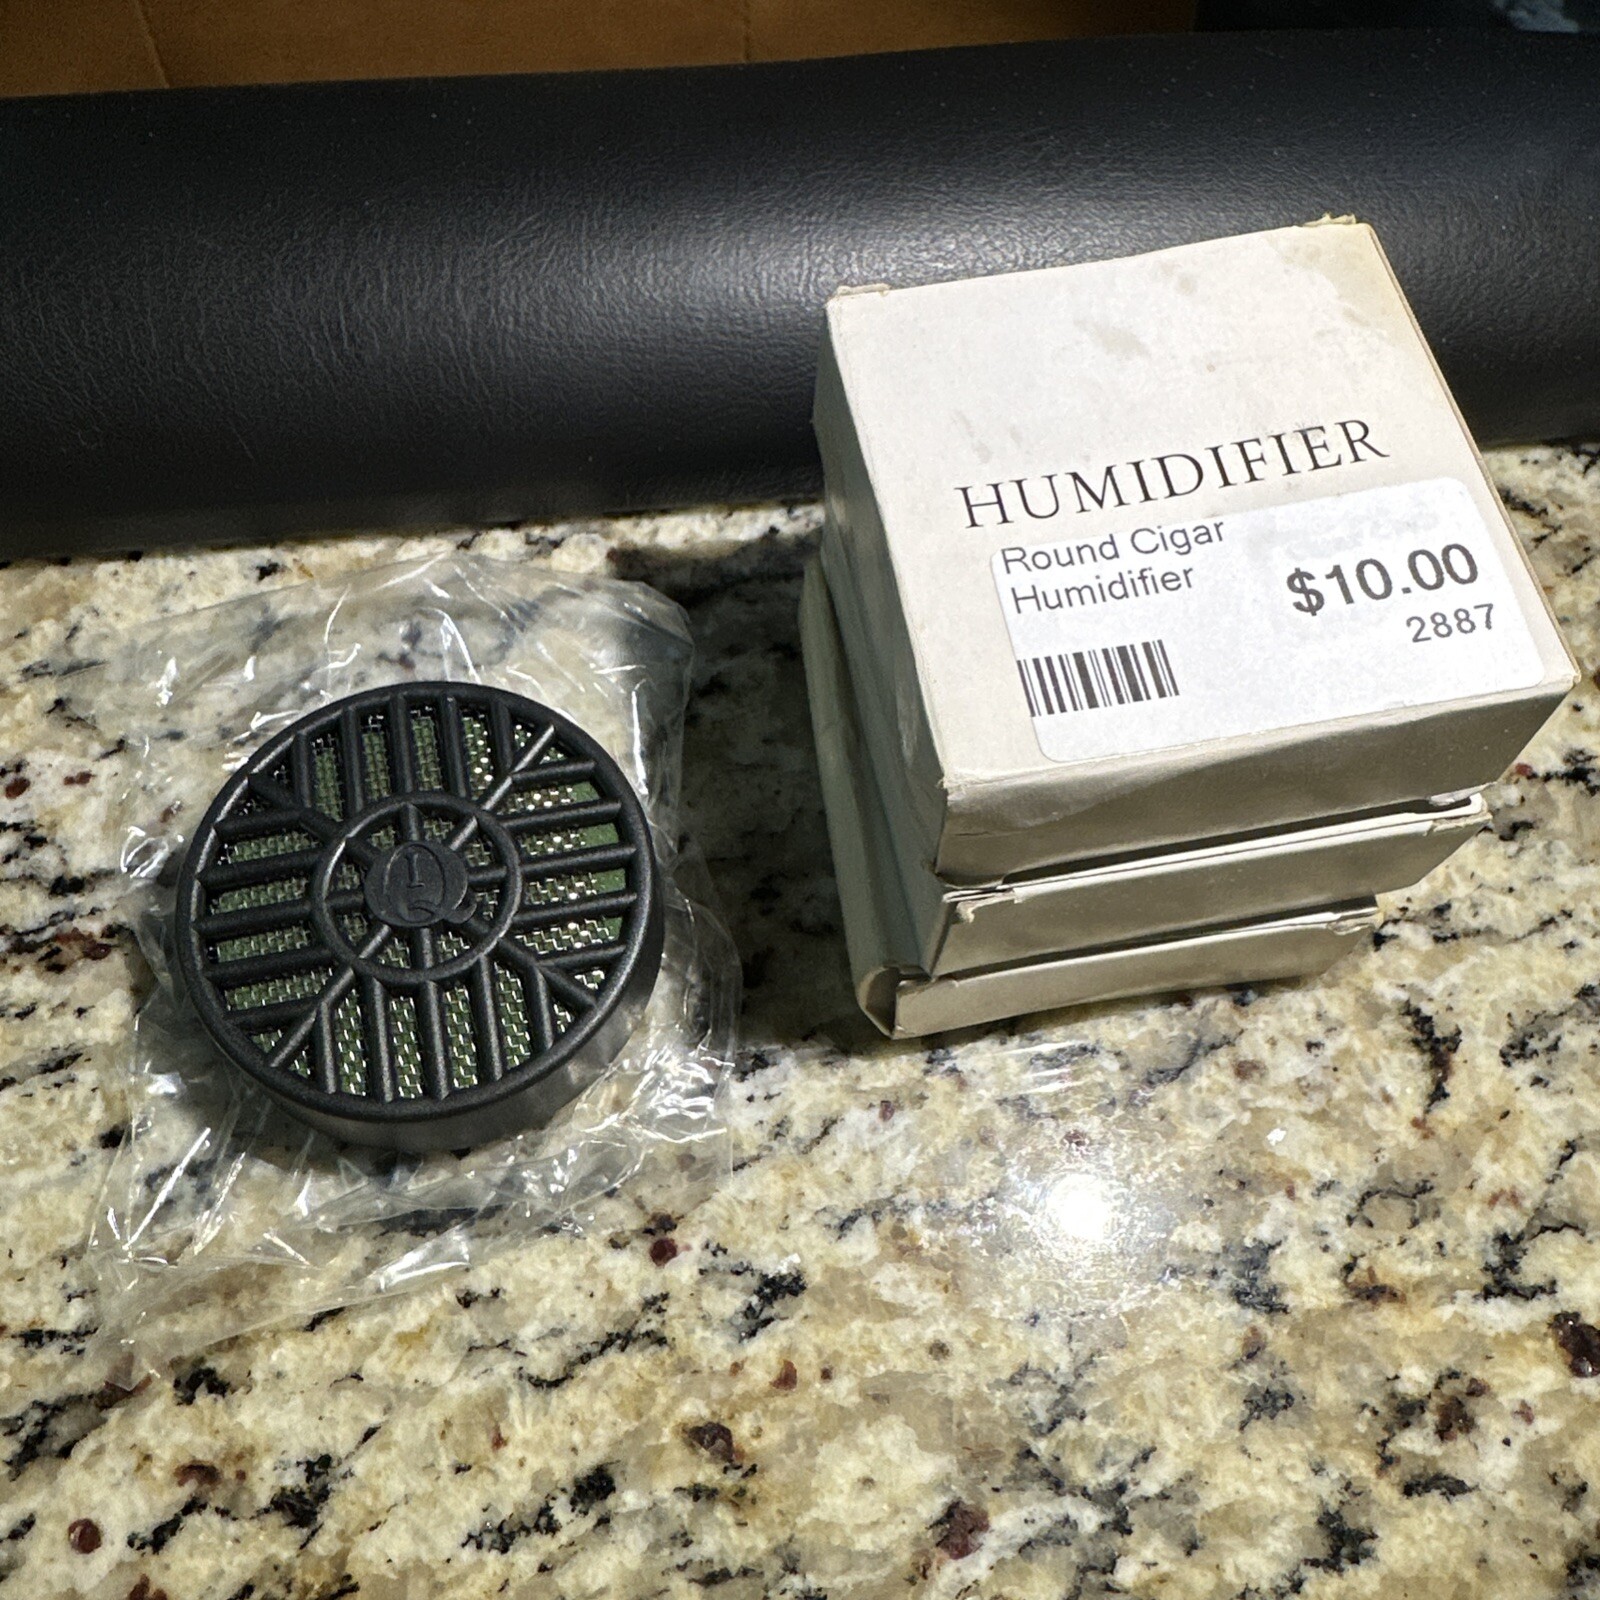 HUMIDIFIER
Round Cigar
Humidifier
$10.00
2887